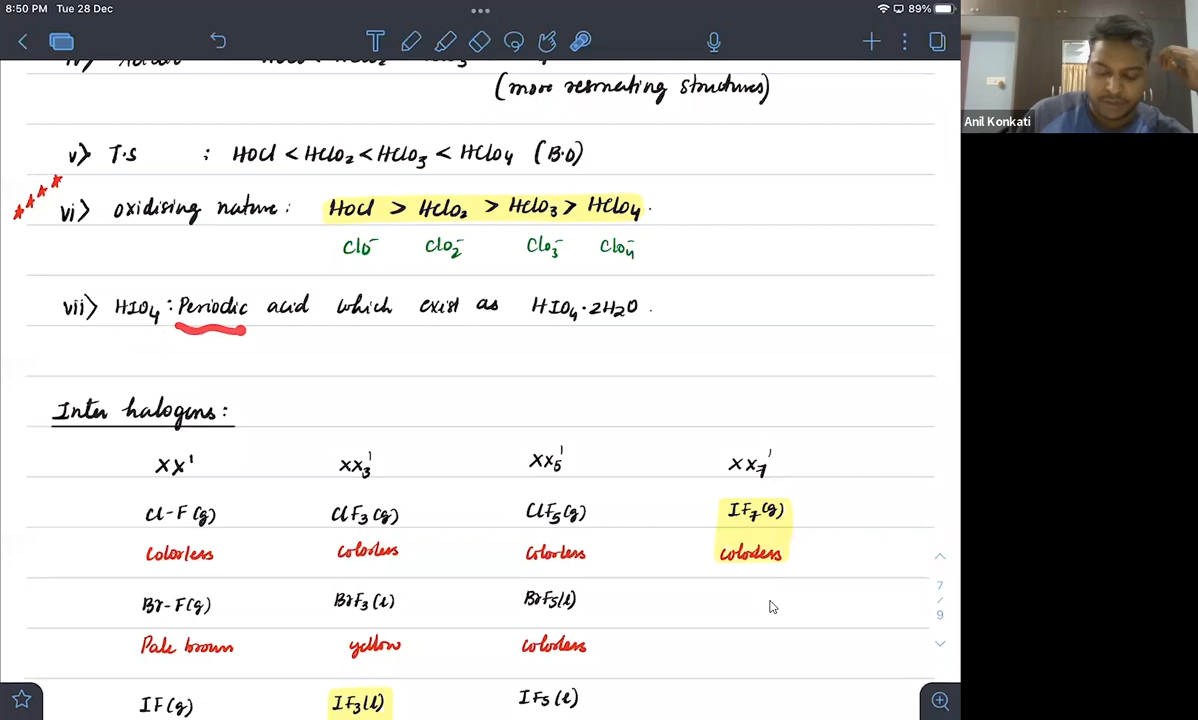 8:50 PM Tue 28 Dec
89%
Anil Konkati
(more resonating structures)
v) T.S : HOCl < HClO₂ < HClO₃ < HClO₄ (B.O)
vi) oxidising nature: HOCl > HClO₂ > HClO₃ > HClO₄.
ClO⁻ ClO₂⁻ ClO₃⁻ ClO₄⁻
vii) HIO₄ : Periodic acid which exist as HIO₄·2H₂O.
Inter halogens:
XX' XX₃' XX₅' XX₇'
Cl-F(g) ClF₃(g) ClF₅(g) IF₇(g)
Colorless colorless Colorless colorless
Br-F(g) BrF₃(l) BrF₅(l)
Pale brown yellow colorless
7
/
9
IF(g) IF₃(l) IF₅(l)